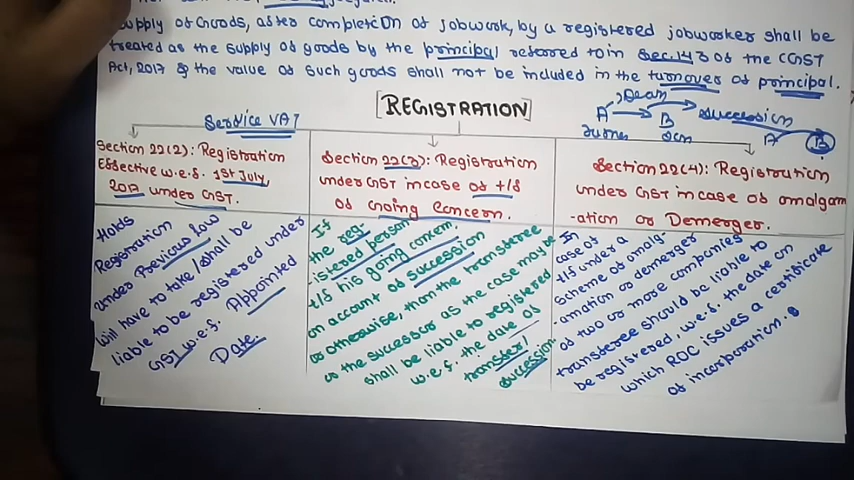 supply of Goods, after completion of jobwork, by a registered jobworker shall be
treated as the supply of goods by the principal referred to in Sec. 143 of the CGST
Act, 2017 & the value of such goods shall not be included in the turnover of principal.
[REGISTRATION]
Service VAT
A
B
succession
A
B
Section 22(2): Registration
Effective w.e.f. 1st July,
2017 under GST.
Section 22(3): Registration
under GST in case of t/f
of Going Concern.
Section 22(4): Registration
under GST in case of amalgam
-ation or Demerger.
Holds
Registration
under Previous law
will have to take/shall be
liable to be registered under
GST w.e.f. Appointed
Date.
If
the reg-
istered person
t/f his going concern
on account of succession
or otherwise, than the transferee
or the successor as the case may be
shall be liable to registered
w.e.f. the date of
transfer/
succession.
In
case of
t/f under a
Scheme of amalg-
-amation or demerger
of two or more companies
transferee should be liable to
be registered, w.e.f. the date on
which ROC issues a certificate
of incorporation.